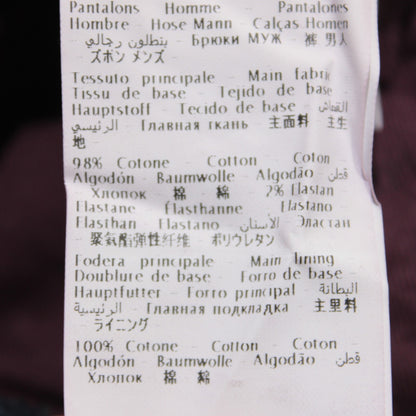 Pantalons Homme - Pantalones
Hombre - Hose Mann - Calças Homen
بنطلون رجالي - Брюки МУЖ - 裤 男人
- ズボン メンズ -
Tessuto principale - Main fabric
Tissu de base - Tejido de base
Hauptstoff - Tecido de base - القماش
الرئيسي - Главная ткань - 主面料 - 主生
地 -
98% Cotone - Cotton - Coton
Algodón - Baumwolle - Algodão - قطن
- Хлопок - 棉 - 綿 2% Elastan
Elastane - Elasthanne - Elastano
Elasthan - Elastano - الأستان - Эластан
- 聚氨酯弹性纤维 - ポリウレタン
Fodera principale - Main lining
Doublure de base - Forro de base
Hauptfutter - Forro principal - البطانة
الرئيسية - Главная подкладка - 主里料
- ライニング
100% Cotone - Cotton - Coton -
Algodón - Baumwolle - Algodão - قطن
- Хлопок - 棉 - 綿